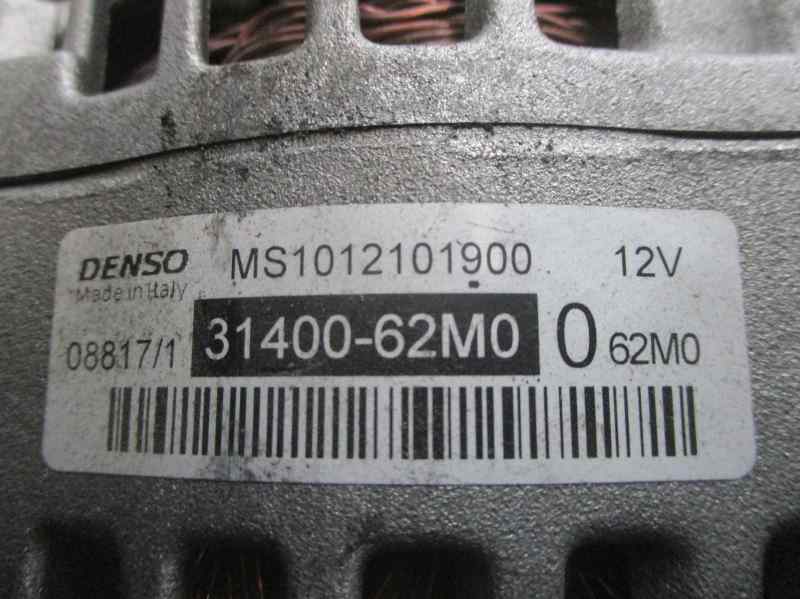 DENSO MS1012101900 12V
Made in Italy
08817/1 31400-62M0 0 62M0